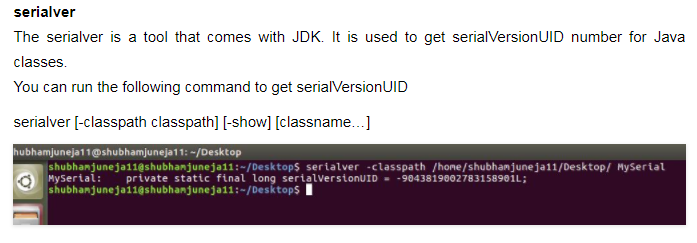 serialver
The serialver is a tool that comes with JDK. It is used to get serialVersionUID number for Java
classes.
You can run the following command to get serialVersionUID
serialver [-classpath classpath] [-show] [classname…]
hubhamjuneja11@shubhamjuneja11: ~/Desktop
shubhamjuneja11@shubhamjuneja11:~/Desktop$ serialver -classpath /home/shubhamjuneja11/Desktop/ MySerial
MySerial:    private static final long serialVersionUID = -9043819002783158901L;
shubhamjuneja11@shubhamjuneja11:~/Desktop$